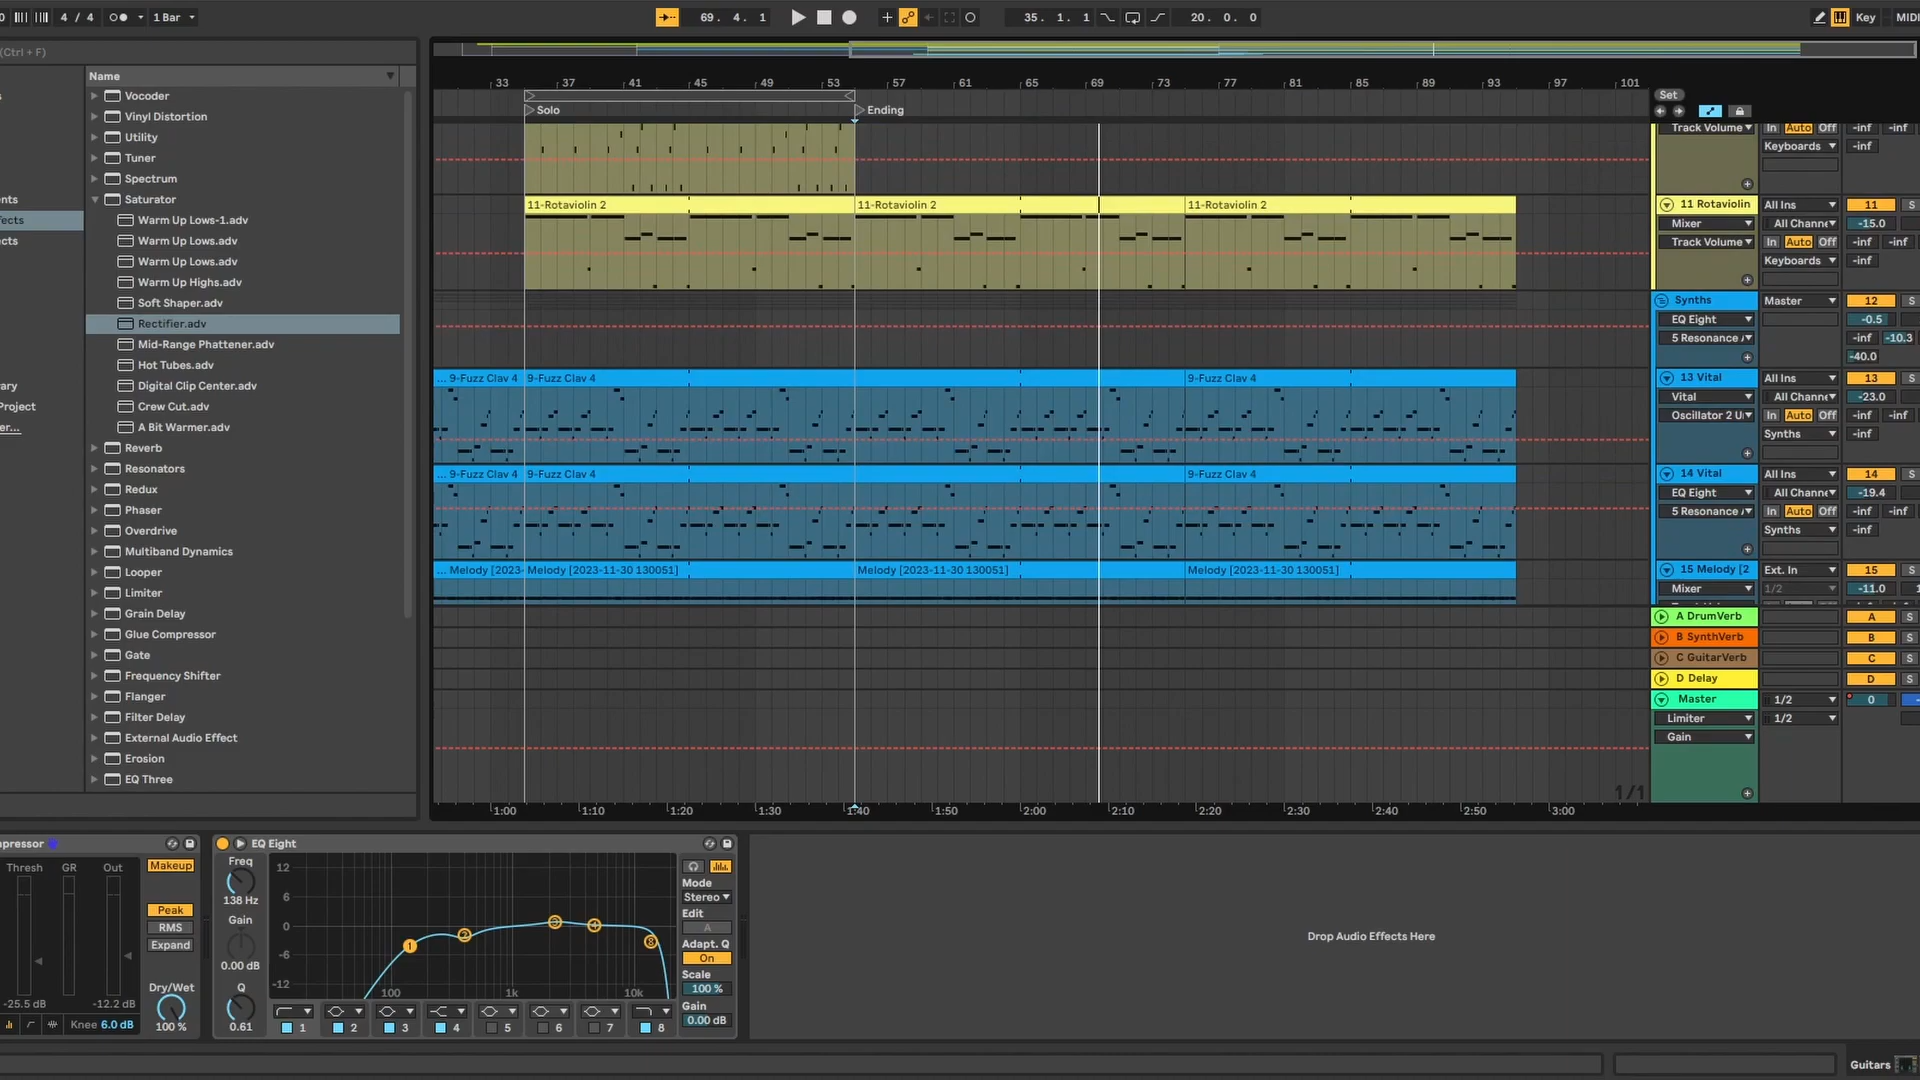 0 4 / 4 1 Bar 69. 4. 1 35. 1. 1 20. 0. 0 Key MIDI
(Ctrl + F)
Name
Vocoder
Vinyl Distortion
Utility
Tuner
Spectrum
Saturator
Warm Up Lows-1.adv
Warm Up Lows.adv
Warm Up Lows.adv
Warm Up Highs.adv
Soft Shaper.adv
Rectifier.adv
Mid-Range Phattener.adv
Hot Tubes.adv
Digital Clip Center.adv
Crew Cut.adv
A Bit Warmer.adv
Reverb
Resonators
Redux
Phaser
Overdrive
Multiband Dynamics
Looper
Limiter
Grain Delay
Glue Compressor
Gate
Frequency Shifter
Flanger
Filter Delay
External Audio Effect
Erosion
EQ Three
s
nts
fects
cts
ary
Project
er...
33 37 41 45 49 53 57 61 65 69 73 77 81 85 89 93 97 101
Solo Ending
Set
Track Volume In Auto Off -inf -inf
Keyboards -inf
11-Rotaviolin 2 11-Rotaviolin 2 11-Rotaviolin 2
11 Rotaviolin All Ins 11 S
Mixer All Channe -15.0
Track Volume In Auto Off -inf -inf
Keyboards -inf
Synths Master 12 S
EQ Eight -0.5
5 Resonance -inf -10.3
-40.0
... 9-Fuzz Clav 4 9-Fuzz Clav 4 9-Fuzz Clav 4
13 Vital All Ins 13 S
Vital All Channe -23.0
Oscillator 2 U In Auto Off -inf -inf
Synths -inf
... 9-Fuzz Clav 4 9-Fuzz Clav 4 9-Fuzz Clav 4
14 Vital All Ins 14 S
EQ Eight All Channe -19.4
5 Resonance In Auto Off -inf -inf
Synths -inf
... Melody [2023- Melody [2023-11-30 130051] Melody [2023-11-30 130051] Melody [2023-11-30 130051]
15 Melody [2 Ext. In 15 S
Mixer 1/2 -11.0
A DrumVerb A S
B SynthVerb B S
C GuitarVerb C S
D Delay D S
Master 1/2 0
Limiter 1/2
Gain
1/1
1:00 1:10 1:20 1:30 1:40 1:50 2:00 2:10 2:20 2:30 2:40 2:50 3:00
mpressor
Thresh GR Out
Makeup
Peak
RMS
Expand
Dry/Wet
-25.5 dB -12.2 dB 100 %
Knee 6.0 dB
EQ Eight
Freq
138 Hz
Gain
0.00 dB
Q
0.61
12
6
0
-6
-12
100 1k 10k
1 2 3 4 8
1 2 3 4 5 6 7 8
Mode
Stereo
Edit
A
Adapt. Q
On
Scale
100 %
Gain
0.00 dB
Drop Audio Effects Here
Guitars